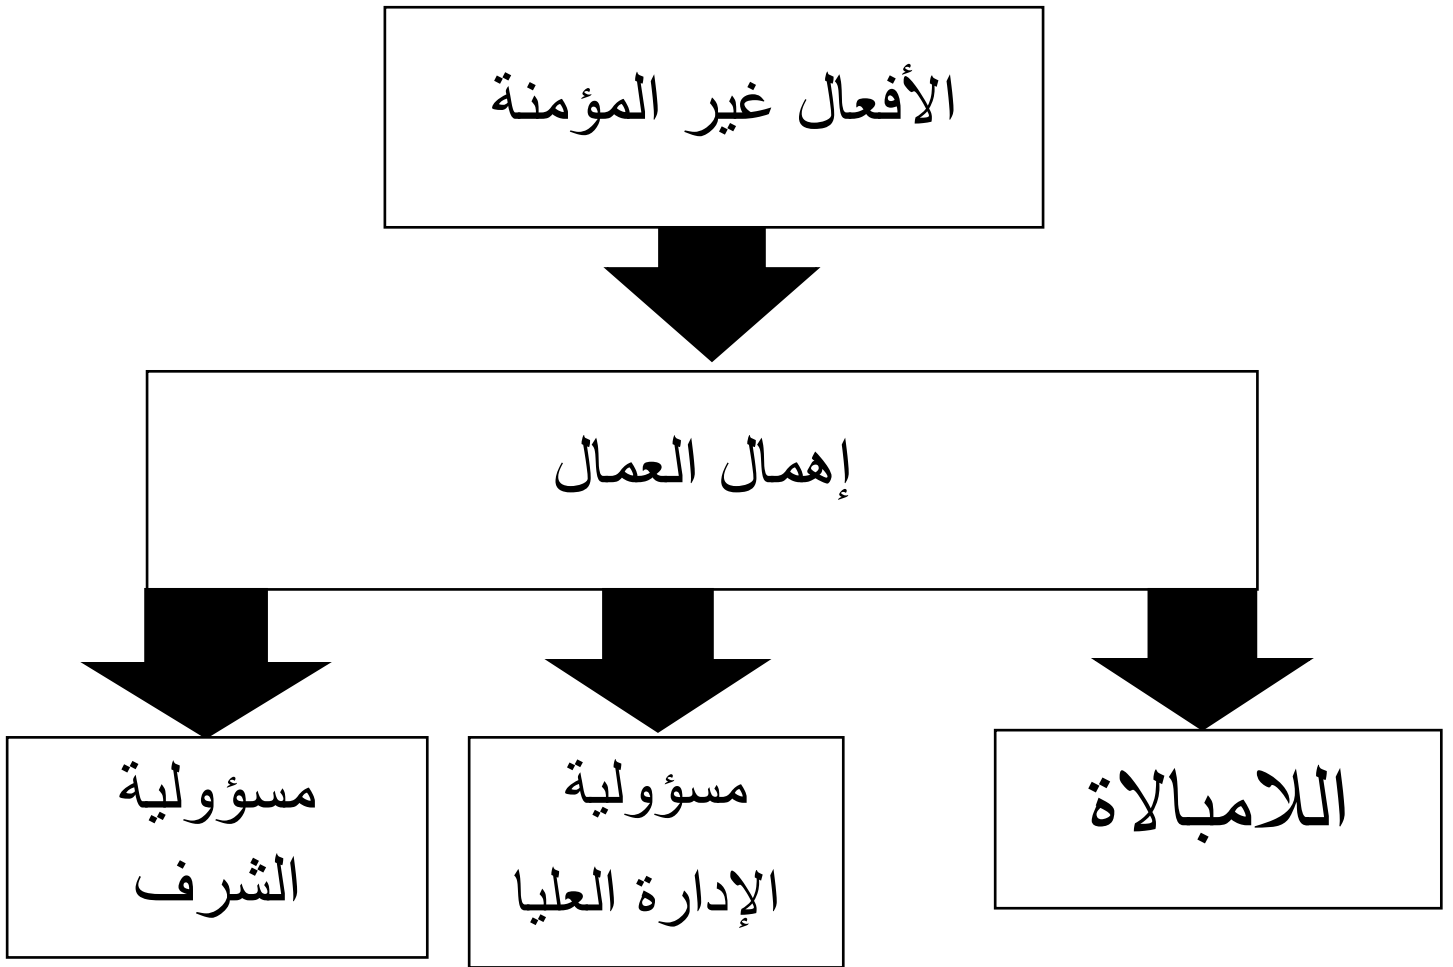 الأفعال غير المؤمنة
إهمال العمال
اللامبالاة
مسؤولية
الإدارة العليا
مسؤولية
الشرف